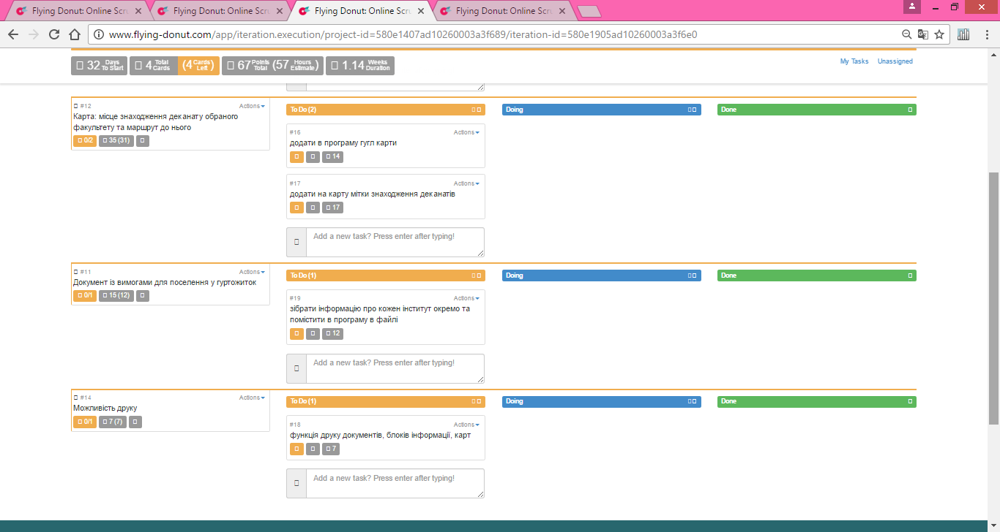 Flying Donut: Online Scru
Flying Donut: Online Scru
Flying Donut: Online Scru
Flying Donut: Online Scru
www.flying-donut.com/app/iteration.execution/project-id=580e1407ad10260003a3f689/iteration-id=580e1905ad10260003a3f6e0
32 Days To Start
4 Total Cards
(4 Cards Left)
67 Points Total (57 Hours Estimate)
1.14 Weeks Duration
My Tasks Unassigned
#12 Actions
Карта: місце знаходження деканату обраного
факультету та маршрут до нього
0/2 35 (31)
To Do (2)
Doing
Done
#16 Actions
додати в програму гугл карти
14
#17 Actions
додати на карту мітки знаходження деканатів
17
Add a new task? Press enter after typing!
#11 Actions
Документ із вимогами для поселення у гуртожиток
0/1 15 (12)
To Do (1)
Doing
Done
#19 Actions
зібрати інформацію про кожен інститут окремо та
помістити в програму в файлі
12
Add a new task? Press enter after typing!
#14 Actions
Можливість друку
0/1 7 (7)
To Do (1)
Doing
Done
#18 Actions
функція друку документів, блоків інформації, карт
7
Add a new task? Press enter after typing!